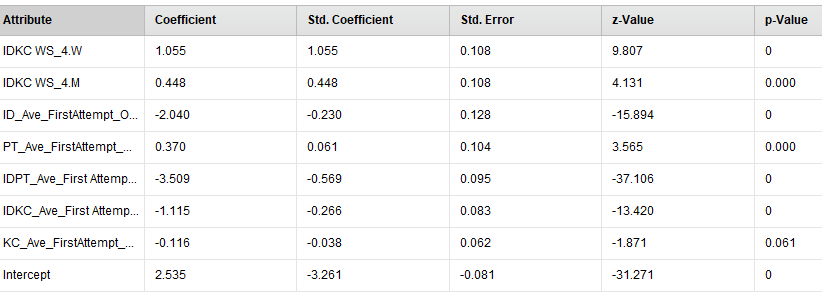 Attribute Coefficient Std. Coefficient Std. Error z-Value p-Value
IDKC WS_4.W 1.055 1.055 0.108 9.807 0
IDKC WS_4.M 0.448 0.448 0.108 4.131 0.000
ID_Ave_FirstAttempt_O... -2.040 -0.230 0.128 -15.894 0
PT_Ave_FirstAttempt_... 0.370 0.061 0.104 3.565 0.000
IDPT_Ave_First Attemp... -3.509 -0.569 0.095 -37.106 0
IDKC_Ave_First Attemp... -1.115 -0.266 0.083 -13.420 0
KC_Ave_FirstAttempt_... -0.116 -0.038 0.062 -1.871 0.061
Intercept 2.535 -3.261 -0.081 -31.271 0